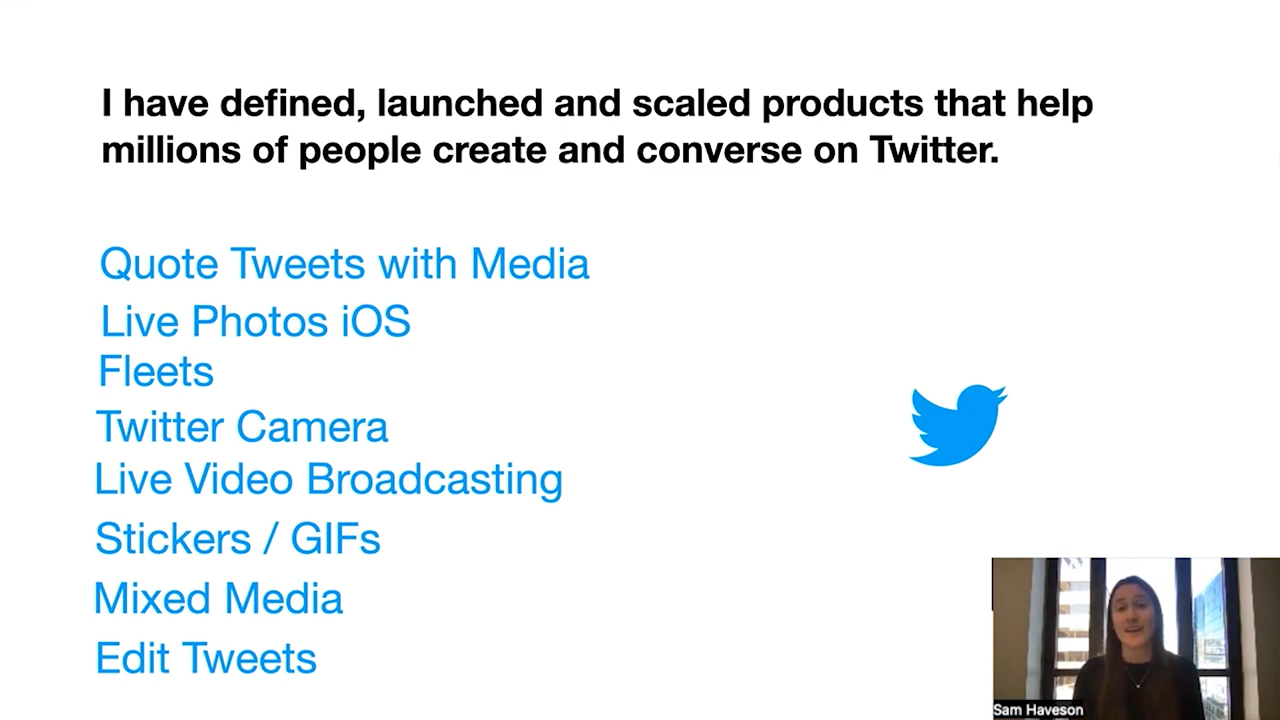 I have defined, launched and scaled products that help
millions of people create and converse on Twitter.
Quote Tweets with Media
Live Photos iOS
Fleets
Twitter Camera
Live Video Broadcasting
Stickers / GIFs
Mixed Media
Edit Tweets
Sam Haveson